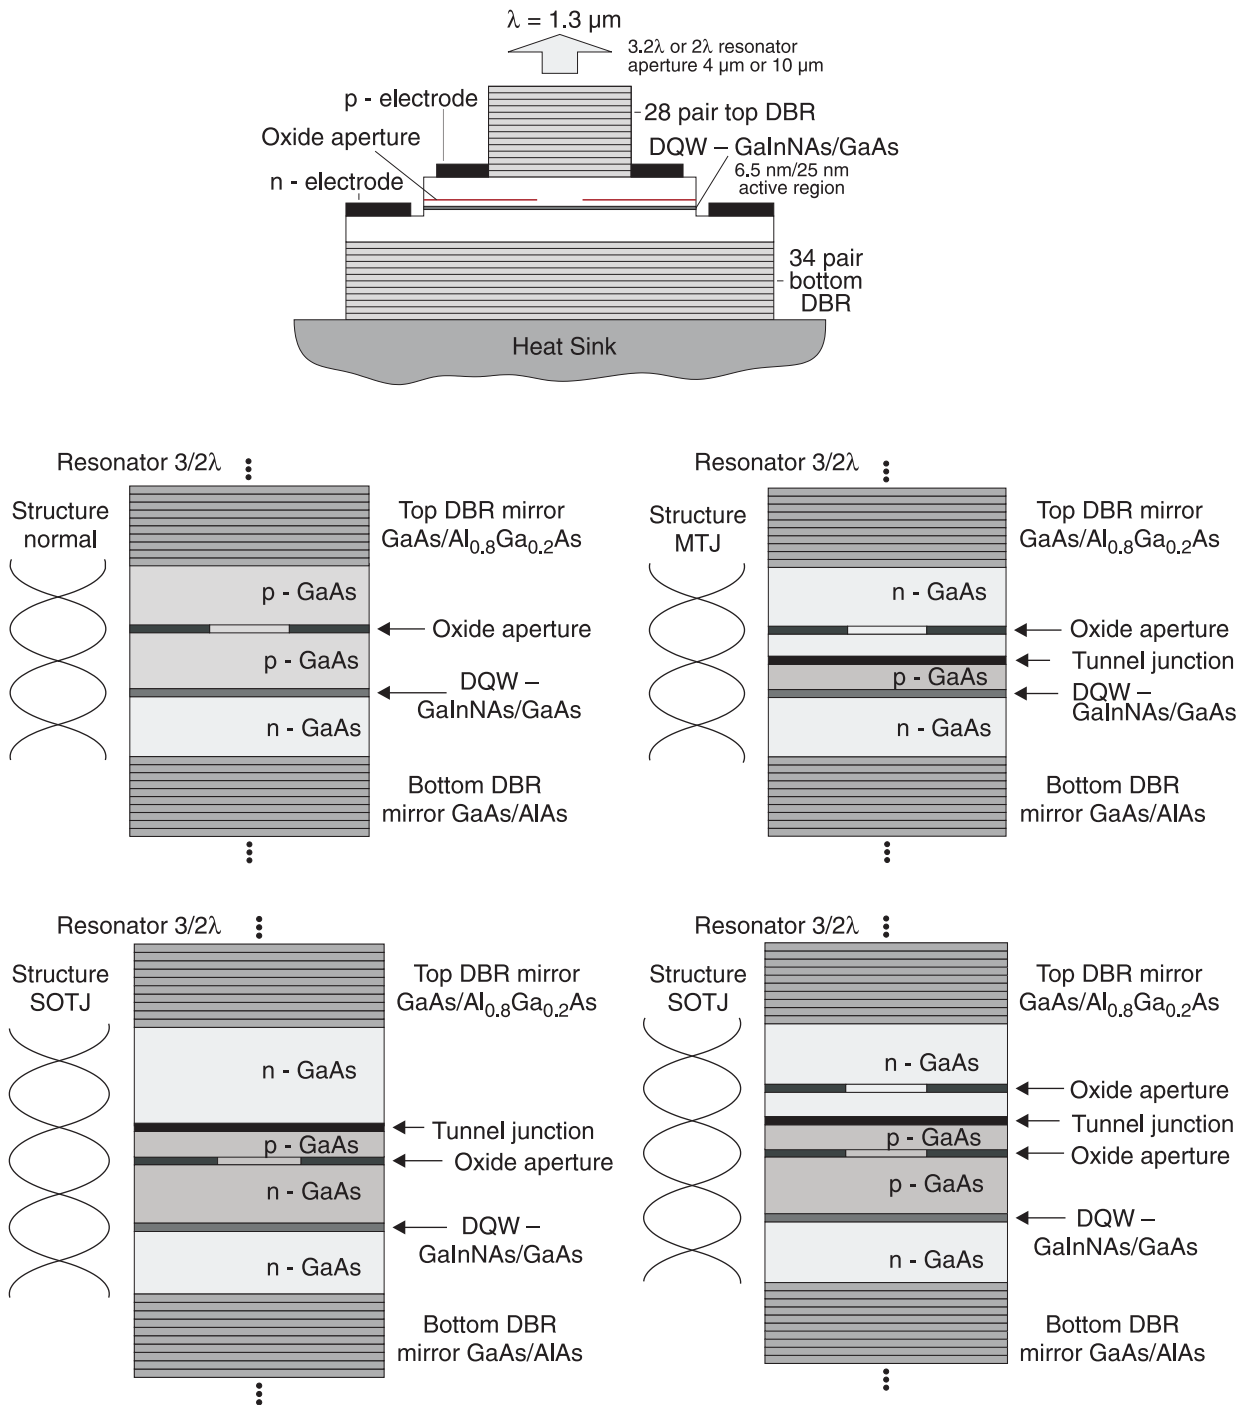 λ = 1.3 µm
3.2λ or 2λ resonator
aperture 4 µm or 10 µm
p - electrode
28 pair top DBR
Oxide aperture
DQW – GaInNAs/GaAs
6.5 nm/25 nm
active region
n - electrode
34 pair
bottom
DBR
Heat Sink
Resonator 3/2λ
Structure
normal
Top DBR mirror
GaAs/Al0.8Ga0.2As
p - GaAs
Oxide aperture
p - GaAs
DQW –
GaInNAs/GaAs
n - GaAs
Bottom DBR
mirror GaAs/AlAs
Resonator 3/2λ
Structure
MTJ
Top DBR mirror
GaAs/Al0.8Ga0.2As
n - GaAs
Oxide aperture
Tunnel junction
p - GaAs
DQW –
GaInNAs/GaAs
n - GaAs
Bottom DBR
mirror GaAs/AlAs
Resonator 3/2λ
Structure
SOTJ
Top DBR mirror
GaAs/Al0.8Ga0.2As
n - GaAs
Tunnel junction
p - GaAs
Oxide aperture
n - GaAs
DQW –
GaInNAs/GaAs
n - GaAs
Bottom DBR
mirror GaAs/AlAs
Resonator 3/2λ
Structure
SOTJ
Top DBR mirror
GaAs/Al0.8Ga0.2As
n - GaAs
Oxide aperture
Tunnel junction
p - GaAs
Oxide aperture
p - GaAs
DQW –
GaInNAs/GaAs
n - GaAs
Bottom DBR
mirror GaAs/AlAs